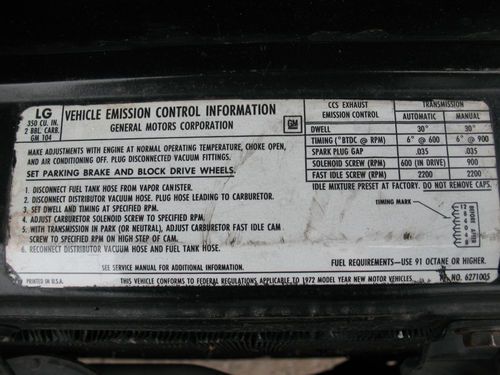 LG
350 CU. IN.
2 BBL. CARB.
GM 104
VEHICLE EMISSION CONTROL INFORMATION
GENERAL MOTORS CORPORATION
GM
MAKE ADJUSTMENTS WITH ENGINE AT NORMAL OPERATING TEMPERATURE, CHOKE OPEN,
AND AIR CONDITIONING OFF. PLUG DISCONNECTED VACUUM FITTINGS.
SET PARKING BRAKE AND BLOCK DRIVE WHEELS.
1. DISCONNECT FUEL TANK HOSE FROM VAPOR CANISTER.
2. DISCONNECT DISTRIBUTOR VACUUM HOSE. PLUG HOSE LEADING TO CARBURETOR.
3. SET DWELL AND TIMING AT SPECIFIED RPM.
4. ADJUST CARBURETOR SOLENOID SCREW TO SPECIFIED RPM.
5. WITH TRANSMISSION IN PARK (OR NEUTRAL), ADJUST CARBURETOR FAST IDLE CAM
SCREW TO SPECIFIED RPM ON HIGH STEP OF CAM.
6. RECONNECT DISTRIBUTOR VACUUM HOSE AND FUEL TANK HOSE.
SEE SERVICE MANUAL FOR ADDITIONAL INFORMATION.
CCS EXHAUST EMISSION CONTROL TRANSMISSION
AUTOMATIC MANUAL
DWELL 30° 30°
TIMING (°BTDC @ RPM) 6° @ 600 6° @ 900
SPARK PLUG GAP .035 .035
SOLENOID SCREW (RPM) 600 (IN DRIVE) 900
FAST IDLE SCREW (RPM) 2200 2200
IDLE MIXTURE PRESET AT FACTORY. DO NOT REMOVE CAPS.
TIMING MARK
12
8
4
0
BEFORE
AFTER
FUEL REQUIREMENTS—USE 91 OCTANE OR HIGHER.
PRINTED IN U.S.A.
THIS VEHICLE CONFORMS TO FEDERAL REGULATIONS APPLICABLE TO 1972 MODEL YEAR NEW MOTOR VEHICLES.
NO. 6271005